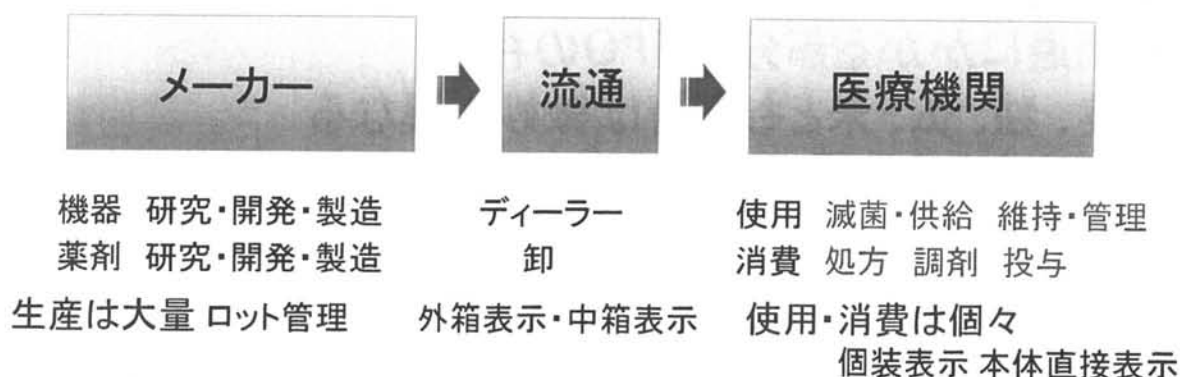 メーカー 流通 医療機関
機器 研究・開発・製造 ディーラー 使用 滅菌・供給 維持・管理
薬剤 研究・開発・製造 卸 消費 処方 調剤 投与
生産は大量 ロット管理 外箱表示・中箱表示 使用・消費は個々
個装表示 本体直接表示